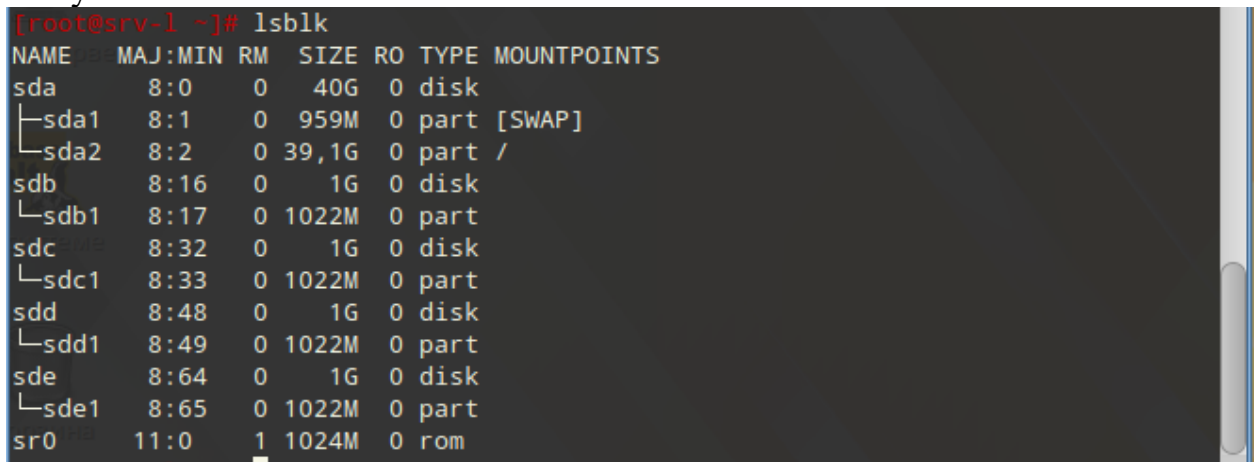 [root@srv-l ~]# lsblk
NAME MAJ:MIN RM SIZE RO TYPE MOUNTPOINTS
sda 8:0 0 40G 0 disk
├─sda1 8:1 0 959M 0 part [SWAP]
└─sda2 8:2 0 39,1G 0 part /
sdb 8:16 0 1G 0 disk
└─sdb1 8:17 0 1022M 0 part
sdc 8:32 0 1G 0 disk
└─sdc1 8:33 0 1022M 0 part
sdd 8:48 0 1G 0 disk
└─sdd1 8:49 0 1022M 0 part
sde 8:64 0 1G 0 disk
└─sde1 8:65 0 1022M 0 part
sr0 11:0 1 1024M 0 rom